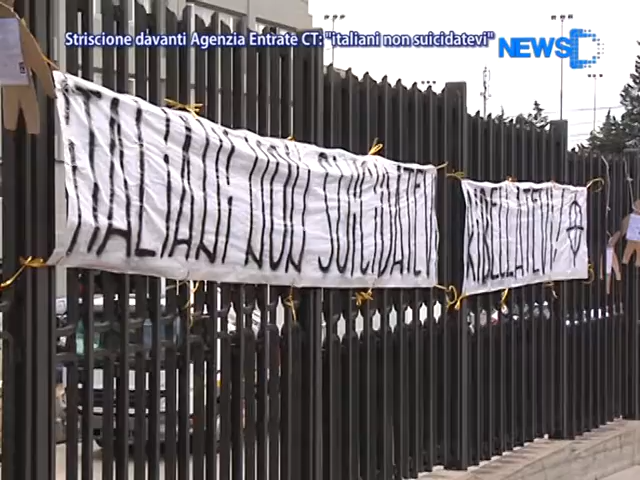 Striscione davanti Agenzia Entrate CT: "italiani non suicidatevi"
NEWS D
ITALIANI NON SUICIDATEVI
RIBELLATEVI!